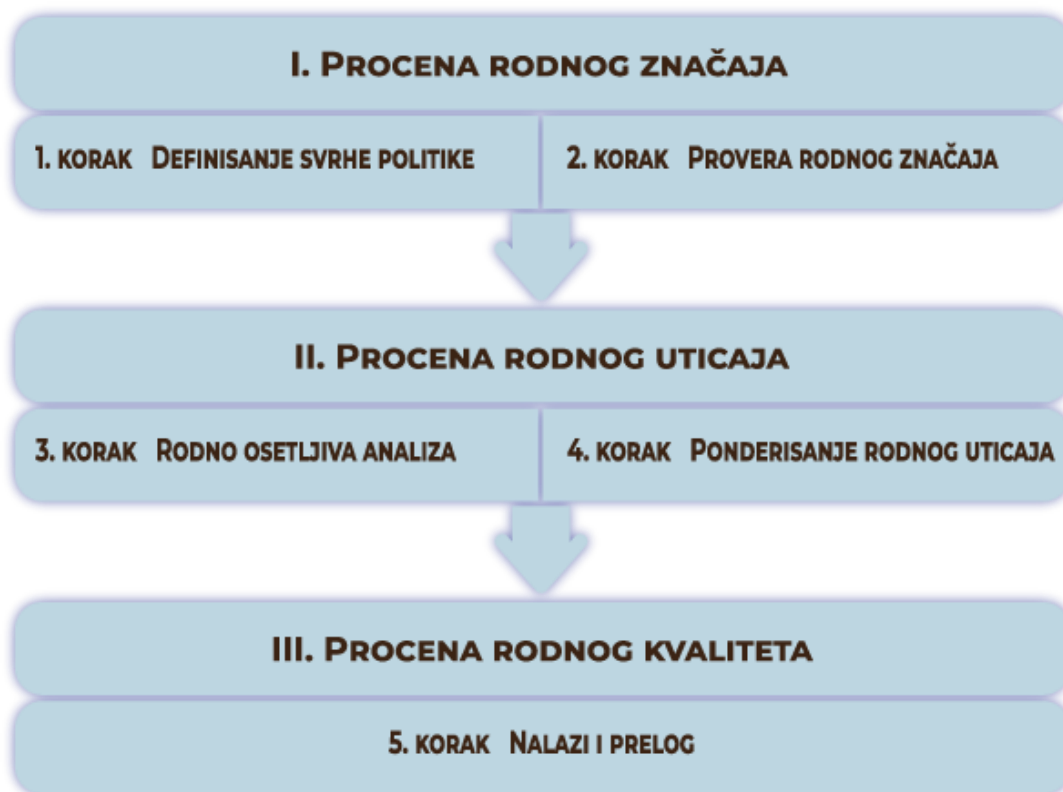 I. Procena rodnog značaja
1. korak Definisanje svrhe politike
2. korak Provera rodnog značaja
II. Procena rodnog uticaja
3. korak Rodno osetljiva analiza
4. korak Ponderisanje rodnog uticaja
III. Procena rodnog kvaliteta
5. korak Nalazi i prelog